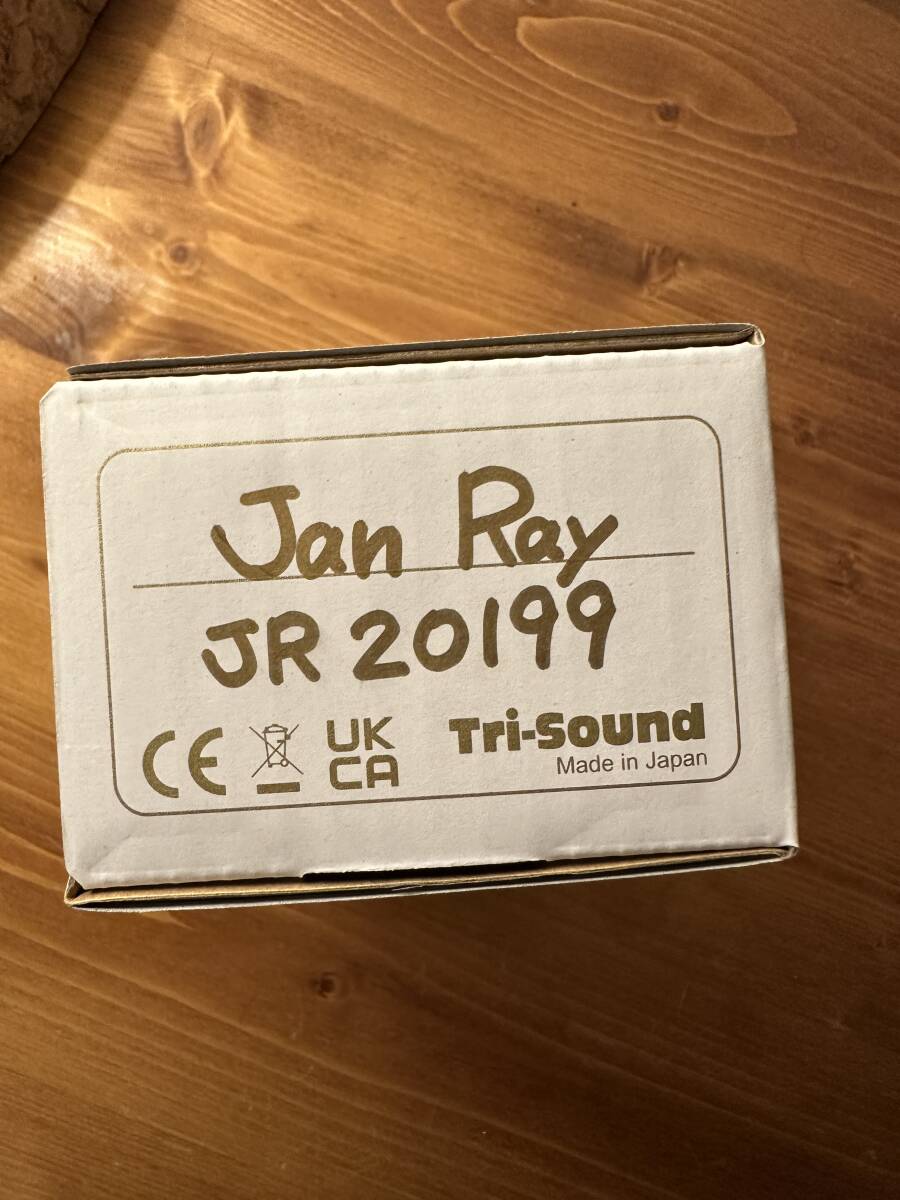 Jan Ray
JR 20199
CE UK CA Tri-Sound
Made in Japan